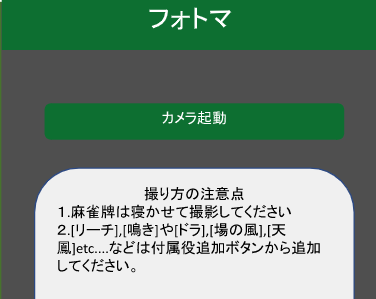 フォトマ
カメラ起動
撮り方の注意点
１.麻雀牌は寝かせて撮影してください
２.[リーチ],[鳴き]や[ドラ],[場の風],[天
鳳]etc....などは付属役追加ボタンから追加
してください。